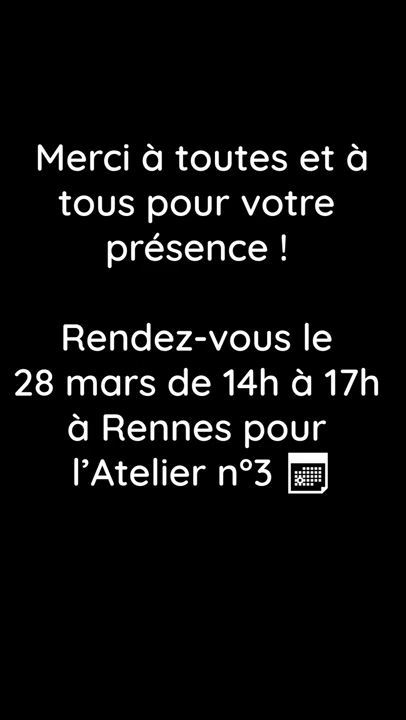 Merci à toutes et à
tous pour votre
présence !
Rendez-vous le
28 mars de 14h à 17h
à Rennes pour
l’Atelier n°3